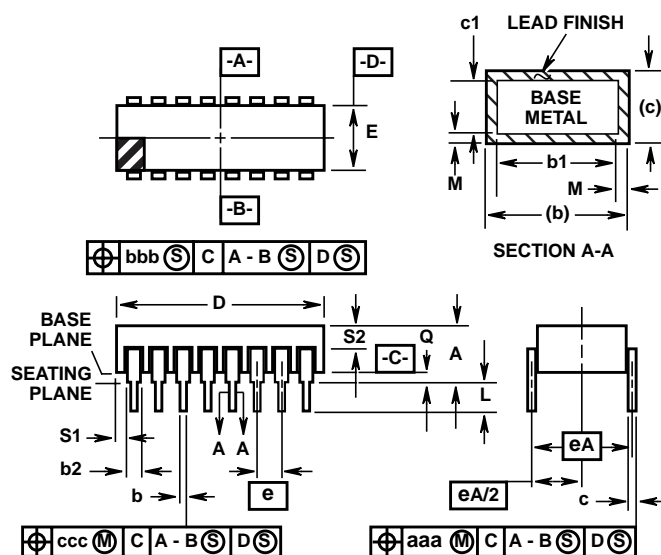 c1
LEAD FINISH
-A-
-D-
E
BASE
METAL
(c)
b1
M
M
(b)
-B-
SECTION A-A
bbb Ⓢ C A - B Ⓢ D Ⓢ
D
BASE
PLANE
S2
Q
-C-
A
SEATING
PLANE
L
S1
b2
A A
eA
b
e
eA/2
c
ccc Ⓜ C A - B Ⓢ D Ⓢ
aaa Ⓜ C A - B Ⓢ D Ⓢ